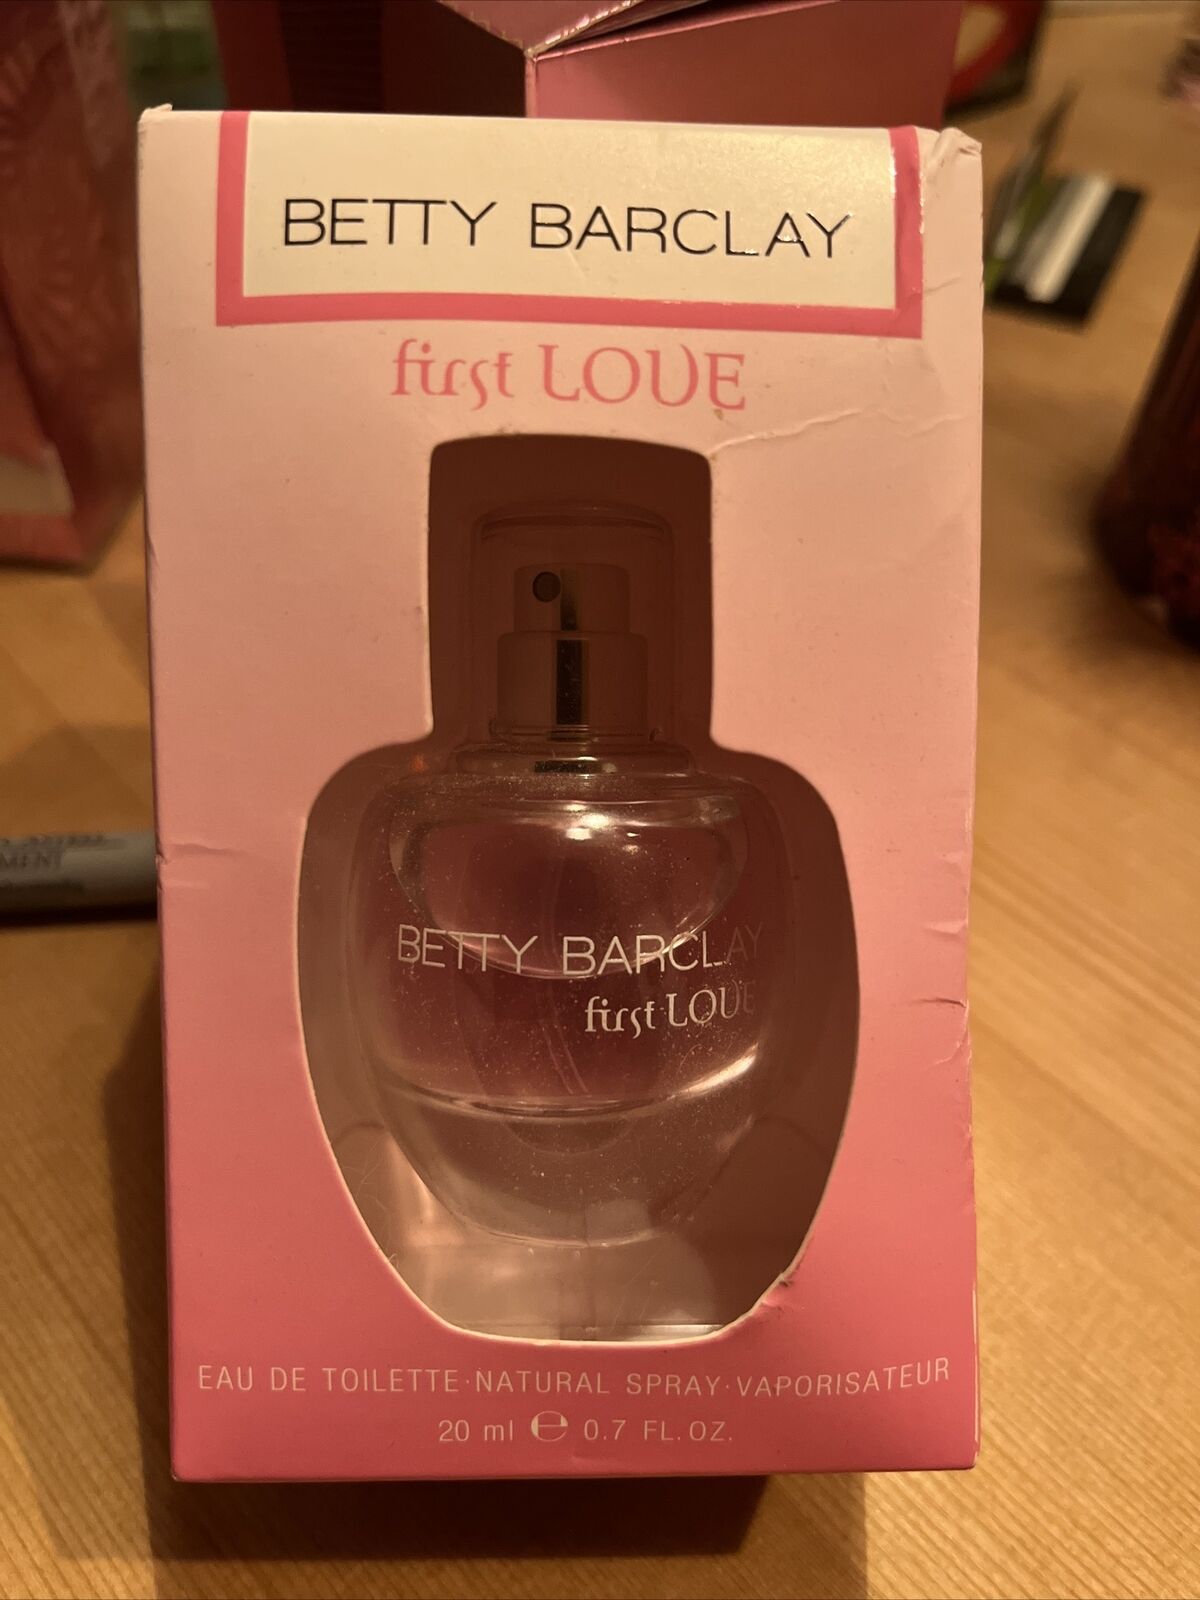 BETTY BARCLAY
first LOVE
BETTY BARCLAY
first LOVE
EAU DE TOILETTE·NATURAL SPRAY·VAPORISATEUR
20 ml ℮ 0.7 FL.OZ.